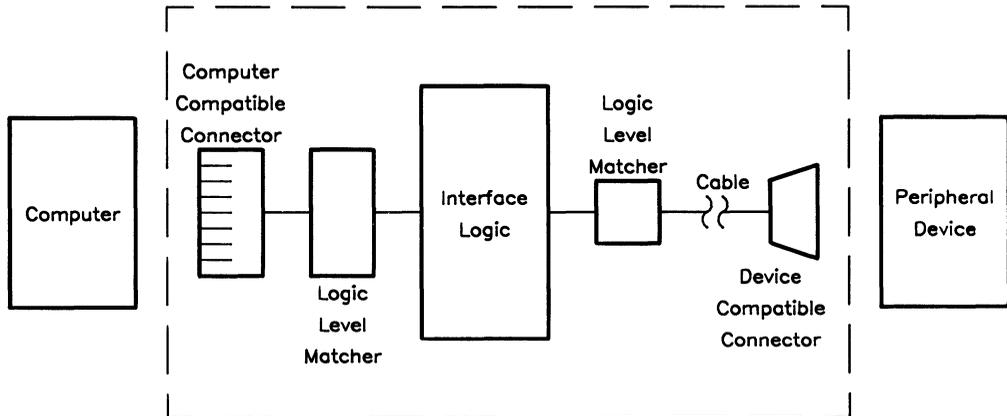 Computer
Computer
Compatible
Connector
Logic
Level
Matcher
Interface
Logic
Logic
Level
Matcher
Cable
Device
Compatible
Connector
Peripheral
Device